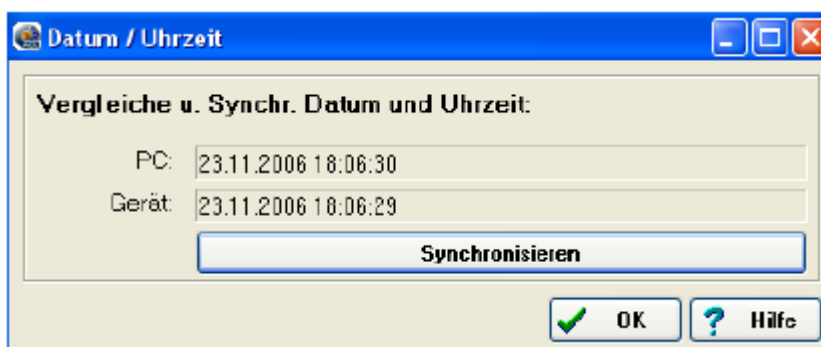 Datum / Uhrzeit
Vergleiche u. Synchr. Datum und Uhrzeit:
PC: 23.11.2006 18:06:30
Gerät: 23.11.2006 18:06:29
Synchronisieren
OK Hilfe